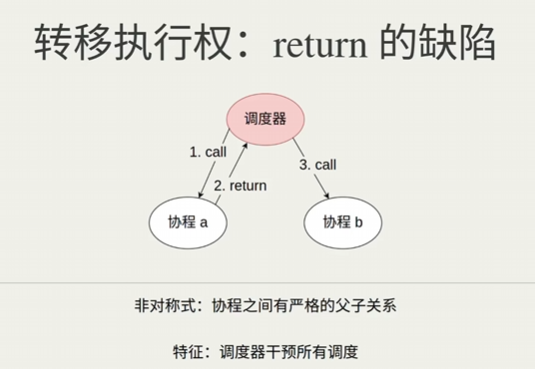 转移执行权：return 的缺陷
调度器
1. call
3. call
2. return
协程 a
协程 b
非对称式：协程之间有严格的父子关系
特征：调度器干预所有调度